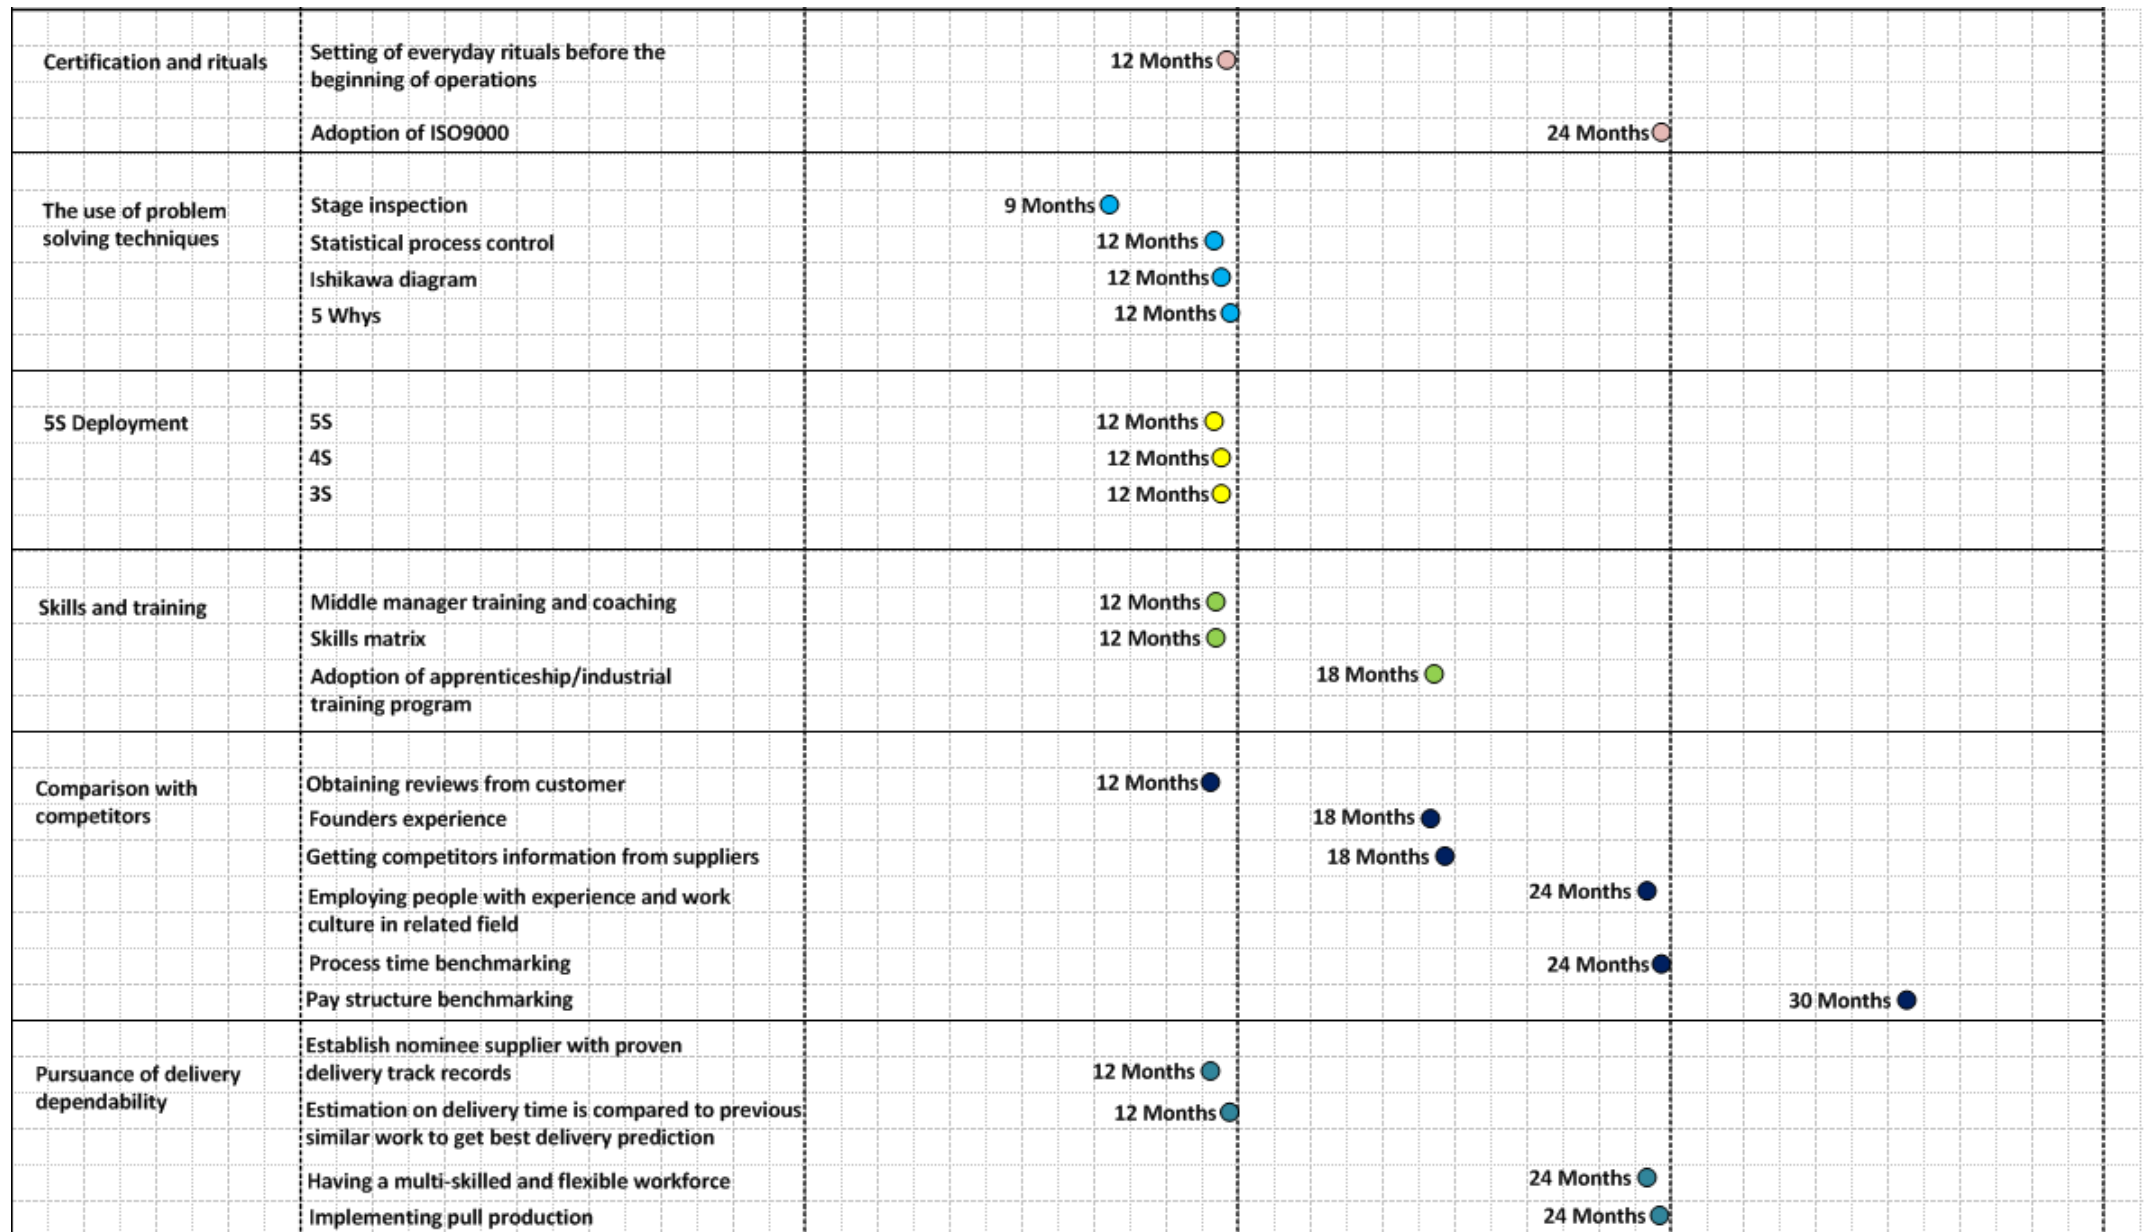 Certification and rituals
Setting of everyday rituals before the
beginning of operations
12 Months
Adoption of ISO9000
24 Months
The use of problem
solving techniques
Stage inspection
9 Months
Statistical process control
12 Months
Ishikawa diagram
12 Months
5 Whys
12 Months
5S Deployment
5S
12 Months
4S
12 Months
3S
12 Months
Skills and training
Middle manager training and coaching
12 Months
Skills matrix
12 Months
Adoption of apprenticeship/industrial
training program
18 Months
Comparison with
competitors
Obtaining reviews from customer
12 Months
Founders experience
18 Months
Getting competitors information from suppliers
18 Months
Employing people with experience and work
culture in related field
24 Months
Process time benchmarking
24 Months
Pay structure benchmarking
30 Months
Pursuance of delivery
dependability
Establish nominee supplier with proven
delivery track records
12 Months
Estimation on delivery time is compared to previous
similar work to get best delivery prediction
12 Months
Having a multi-skilled and flexible workforce
24 Months
Implementing pull production
24 Months